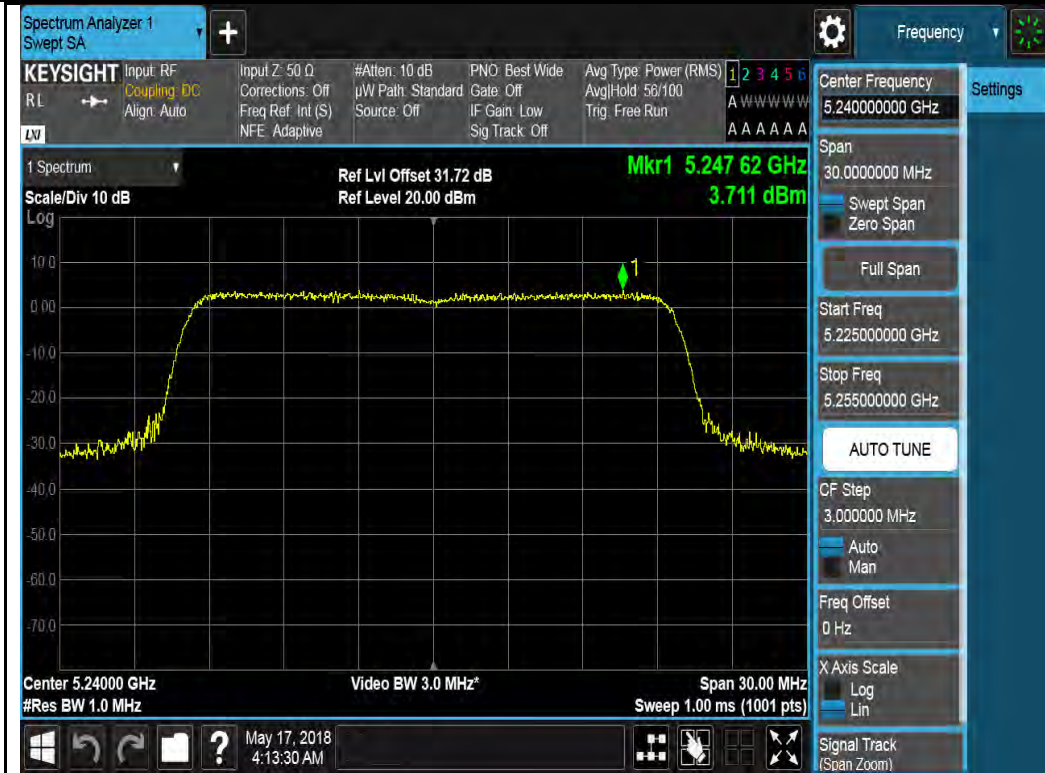 Spectrum Analyzer 1
Swept SA
+
Frequency
KEYSIGHT
RL
LXI
Input: RF
Coupling: DC
Align: Auto
Input Z: 50 Ω
Corrections: Off
Freq Ref: Int (S)
NFE: Adaptive
#Atten: 10 dB
µW Path: Standard
Source: Off
PNO: Best Wide
Gate: Off
IF Gain: Low
Sig Track: Off
Avg Type: Power (RMS)
Avg|Hold: 56/100
Trig: Free Run
1 2 3 4 5 6
A W W W W W
A A A A A A
1 Spectrum
Scale/Div 10 dB
Log
Ref Lvl Offset 31.72 dB
Ref Level 20.00 dBm
Mkr1 5.247 62 GHz
3.711 dBm
1
10.0
0.00
-10.0
-20.0
-30.0
-40.0
-50.0
-60.0
-70.0
Center 5.24000 GHz
#Res BW 1.0 MHz
Video BW 3.0 MHz*
Span 30.00 MHz
Sweep 1.00 ms (1001 pts)
?
May 17, 2018
4:13:30 AM
Center Frequency
5.240000000 GHz
Span
30.0000000 MHz
Swept Span
Zero Span
Full Span
Start Freq
5.225000000 GHz
Stop Freq
5.255000000 GHz
AUTO TUNE
CF Step
3.000000 MHz
Auto
Man
Freq Offset
0 Hz
X Axis Scale
Log
Lin
Signal Track
(Span Zoom)
Settings